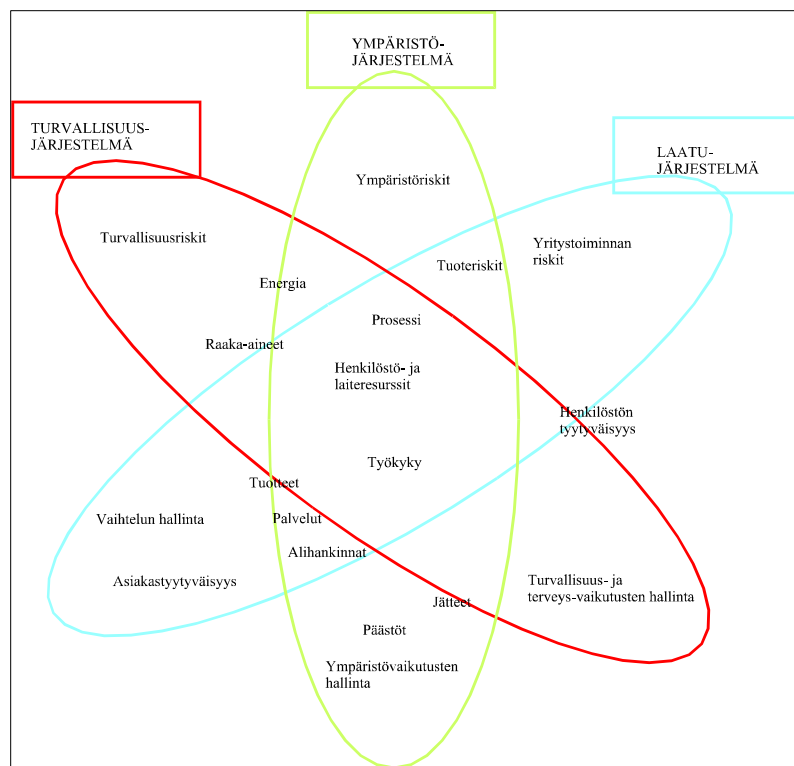 YMPÄRISTÖ-
JÄRJESTELMÄ
TURVALLISUUS-
JÄRJESTELMÄ
LAATU-
JÄRJESTELMÄ
Ympäristöriskit
Turvallisuusriskit
Yritystoiminnan
riskit
Tuoteriskit
Energia
Prosessi
Raaka-aineet
Henkilöstö- ja
laiteresurssit
Henkilöstön
tyytyväisyys
Työkyky
Tuotteet
Vaihtelun hallinta
Palvelut
Alihankinnat
Asiakastyytyväisyys
Turvallisuus- ja
terveys-vaikutusten hallinta
Jätteet
Päästöt
Ympäristövaikutusten
hallinta